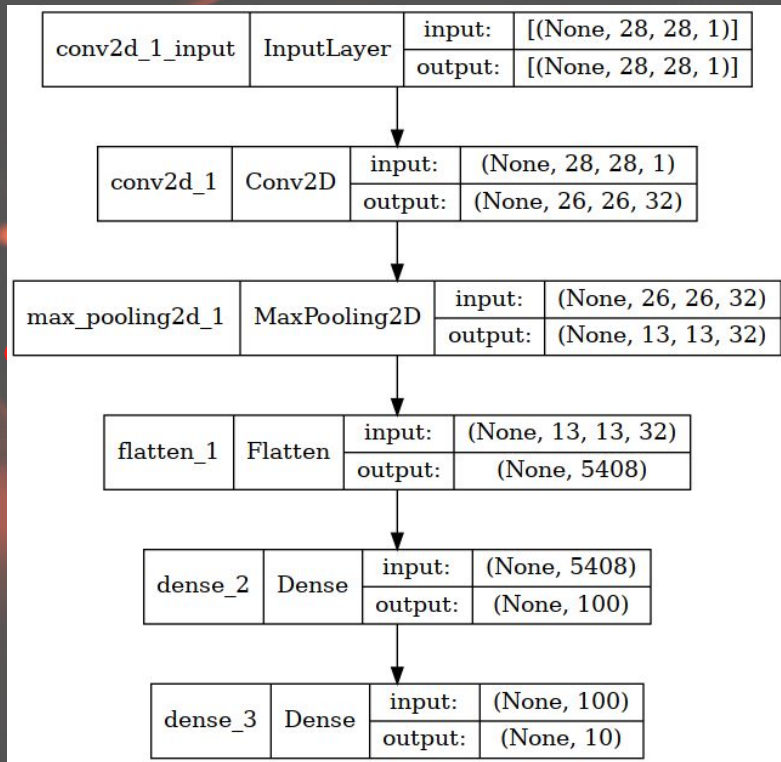 conv2d_1_input InputLayer input: [(None, 28, 28, 1)]
output: [(None, 28, 28, 1)]
conv2d_1 Conv2D input: (None, 28, 28, 1)
output: (None, 26, 26, 32)
max_pooling2d_1 MaxPooling2D input: (None, 26, 26, 32)
output: (None, 13, 13, 32)
flatten_1 Flatten input: (None, 13, 13, 32)
output: (None, 5408)
dense_2 Dense input: (None, 5408)
output: (None, 100)
dense_3 Dense input: (None, 100)
output: (None, 10)